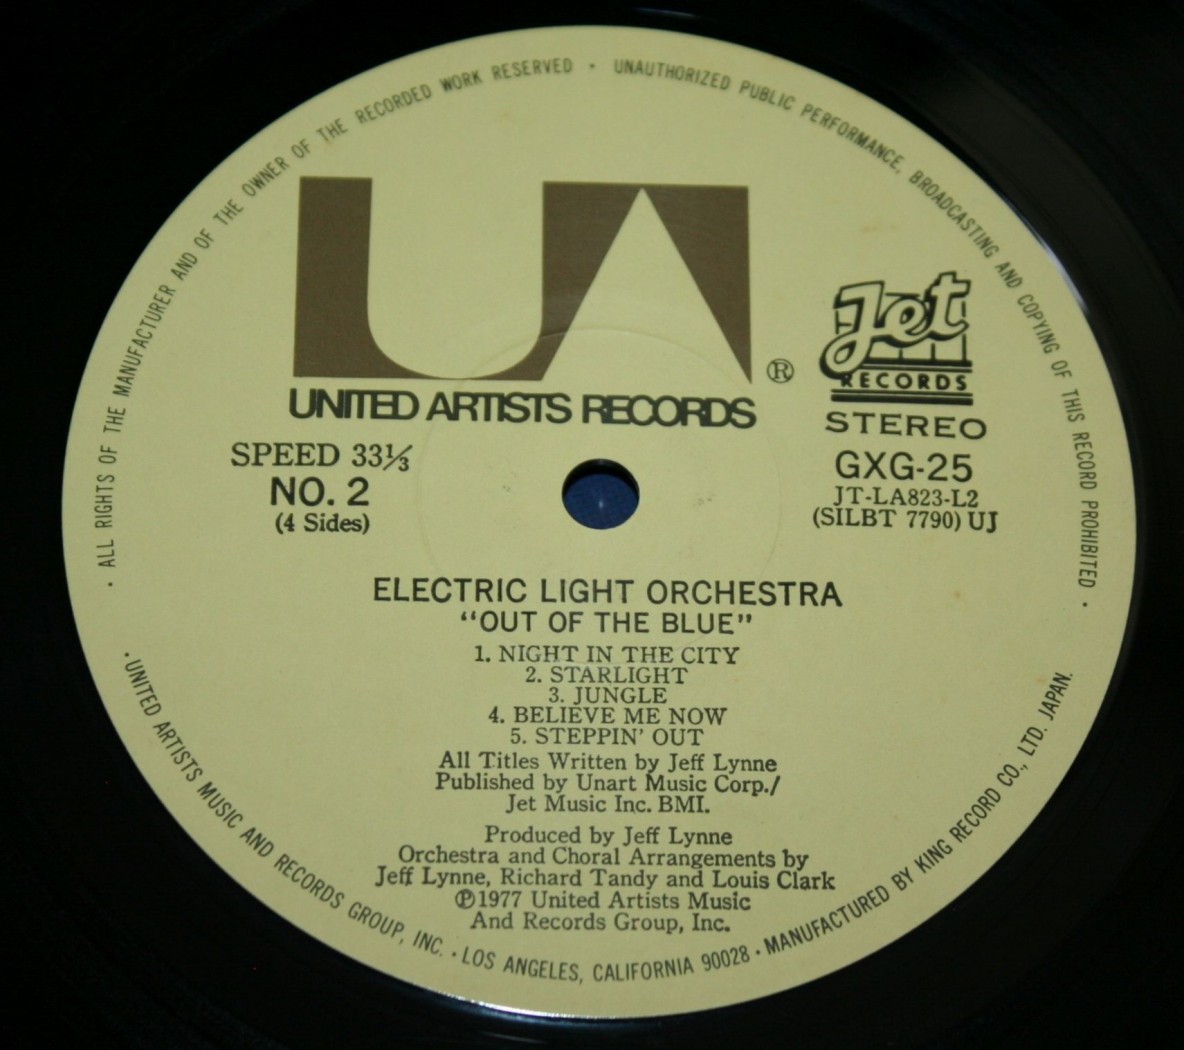 · ALL RIGHTS OF THE MANUFACTURER AND OF THE OWNER OF THE RECORDED WORK RESERVED · UNAUTHORIZED PUBLIC PERFORMANCE, BROADCASTING AND COPYING OF THIS RECORD PROHIBITED ·
UA ®
UNITED ARTISTS RECORDS
Jet
RECORDS
STEREO
GXG-25
JT-LA823-L2
(SILBT 7790) UJ
SPEED 33⅓
NO. 2
(4 Sides)
ELECTRIC LIGHT ORCHESTRA
“OUT OF THE BLUE”
1. NIGHT IN THE CITY
2. STARLIGHT
3. JUNGLE
4. BELIEVE ME NOW
5. STEPPIN’ OUT
All Titles Written by Jeff Lynne
Published by Unart Music Corp./
Jet Music Inc. BMI.
Produced by Jeff Lynne
Orchestra and Choral Arrangements by
Jeff Lynne, Richard Tandy and Louis Clark
℗1977 United Artists Music
And Records Group, Inc.
· UNITED ARTISTS MUSIC AND RECORDS GROUP, INC. · LOS ANGELES, CALIFORNIA 90028 · MANUFACTURED BY KING RECORD CO., LTD. JAPAN.